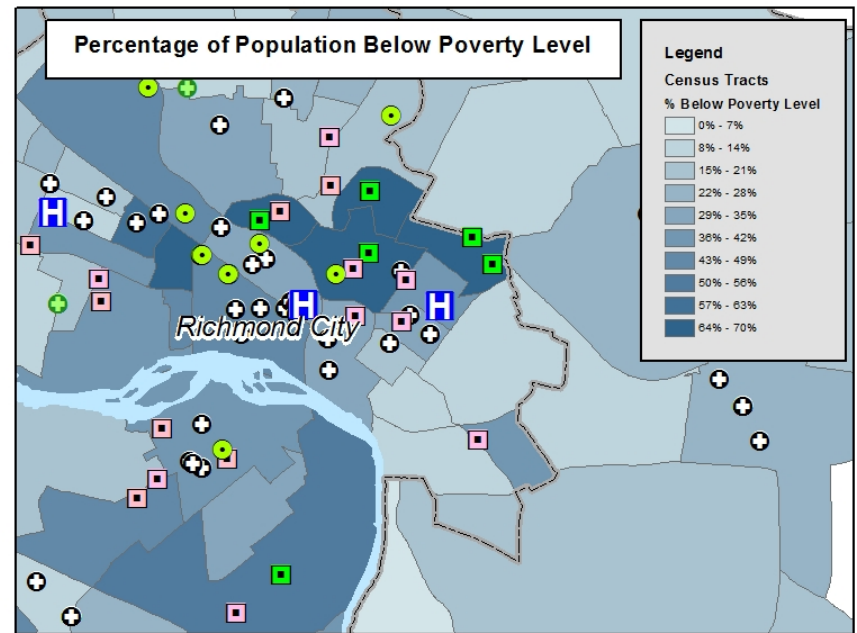 Percentage of Population Below Poverty Level
Legend
Census Tracts
% Below Poverty Level
0% - 7%
8% - 14%
15% - 21%
22% - 28%
29% - 35%
36% - 42%
43% - 49%
50% - 56%
57% - 63%
64% - 70%
H
H
H
Richmond City